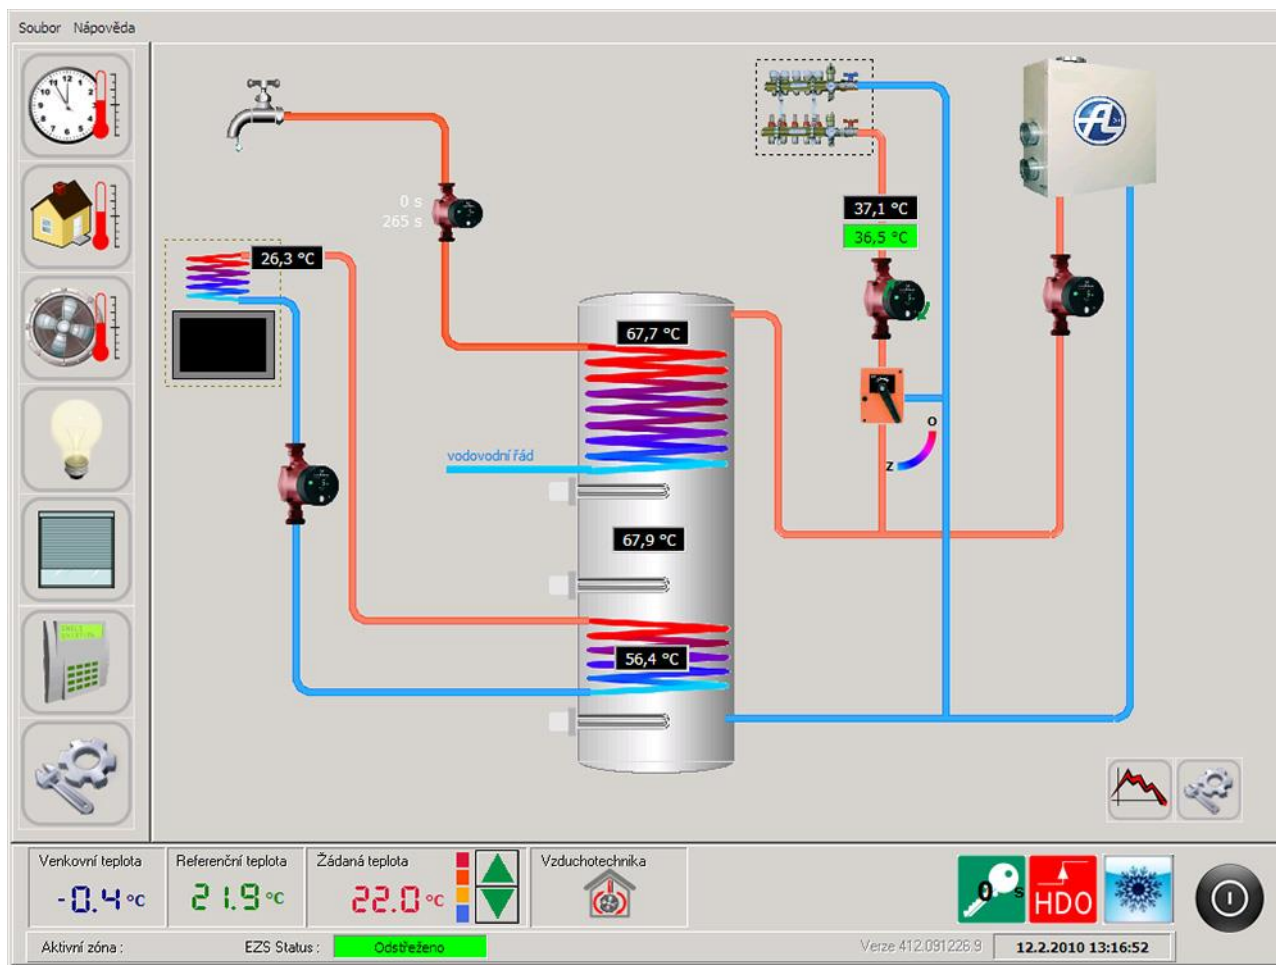 Soubor Nápověda
0 s
265 s
26,3 °C
37,1 °C
36,5 °C
67,7 °C
O
Z
vodovodní řád
67,9 °C
56,4 °C
Venkovní teplota
-0.4 °C
Referenční teplota
21.9 °C
Žádaná teplota
22.0 °C
Vzduchotechnika
0 s
HDO
Aktivní zóna :
EZS Status :
Odstřeženo
Verze 412.091226.9
12.2.2010 13:16:52